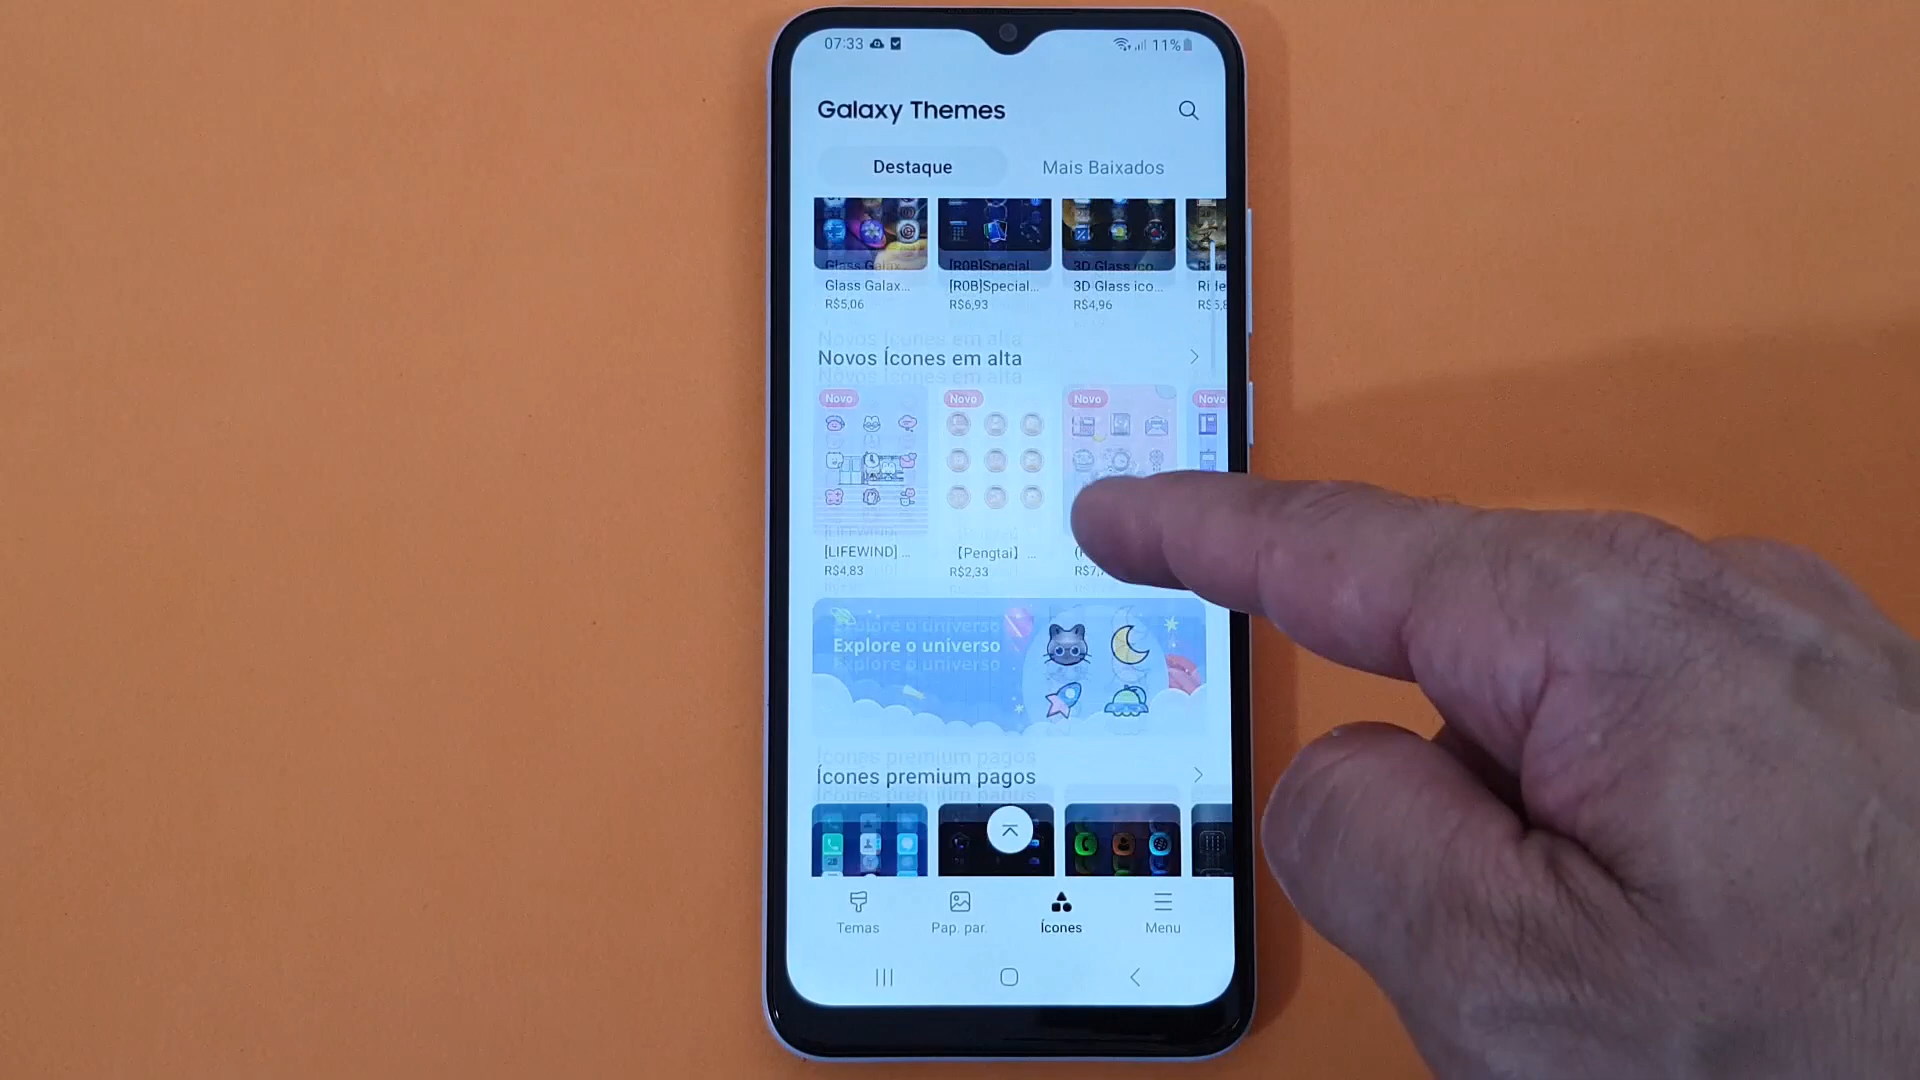 07:33
11%
Galaxy Themes
Destaque
Mais Baixados
Glass Galax...
[R0B]Special...
3D Glass ico...
R$5,06
R$6,93
R$4,96
Novos Ícones em alta
Novo
Novo
Novo
Novo
[LIFEWIND] ...
【Pengtai】 ...
R$4,83
R$2,33
Explore o universo
Ícones premium pagos
Temas
Pap. par.
Ícones
Menu